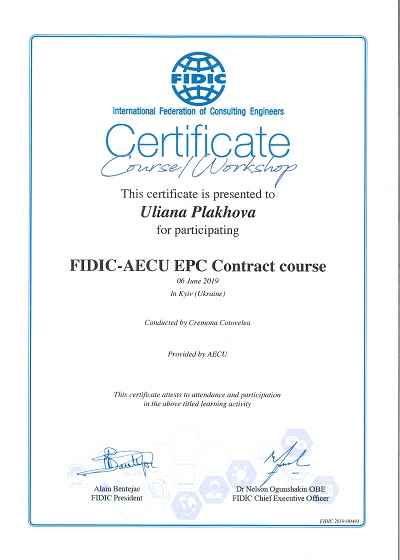 FIDIC
International Federation of Consulting Engineers
Certificate
Course/Workshop
This certificate is presented to
Uliana Plakhova
for participating
FIDIC-AECU EPC Contract course
06 June 2019
In Kyiv (Ukraine)
Conducted by Cremona Cotovelea
Provided by AECU
This certificate attests to attendance and participation
in the above titled learning activity
Alain Bentejac
FIDIC President
Dr Nelson Ogunshakin OBE
FIDIC Chief Executive Officer
FIDIC-2019-00493